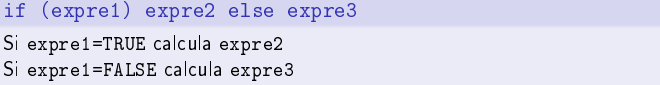 if (expre1) expre2 else expre3
Si expre1=TRUE calcula expre2
Si expre1=FALSE calcula expre3